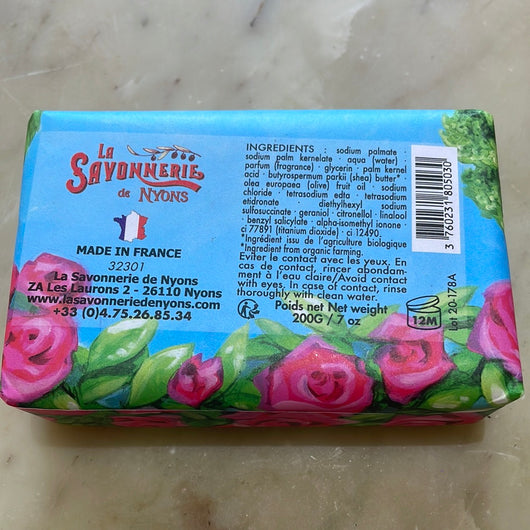 LA
SAVONNERIE
de NYONS
MADE IN FRANCE
32301
La Savonnerie de Nyons
ZA Les Laurons 2 - 26110 Nyons
www.lasavonneriedenyons.com
+33 (0)4.75.26.85.34
INGREDIENTS : sodium palmate -
sodium palm kernelate - aqua (water) -
parfum (fragrance) - glycerin - palm kernel
acid - butyrospermum parkii (shea) butter* -
olea europaea (olive) fruit oil - sodium
chloride - tetrasodium edta - tetrasodium
etidronate - diethylhexyl sodium
sulfosuccinate - geraniol - citronellol - linalool
- benzyl salicylate - alpha-isomethyl ionone -
ci 77891 (titanium dioxide) - ci 12490.
*Ingrédient issu de l'agriculture biologique
*Ingredient from organic farming.
Eviter le contact avec les yeux. En
cas de contact, rincer abondam-
ment à l'eau claire/Avoid contact
with eyes. In case of contact, rinse
thoroughly with clean water.
Poids net Net weight
200G/ 7 oz
3 760231 805030
12M
Lot 20-178A